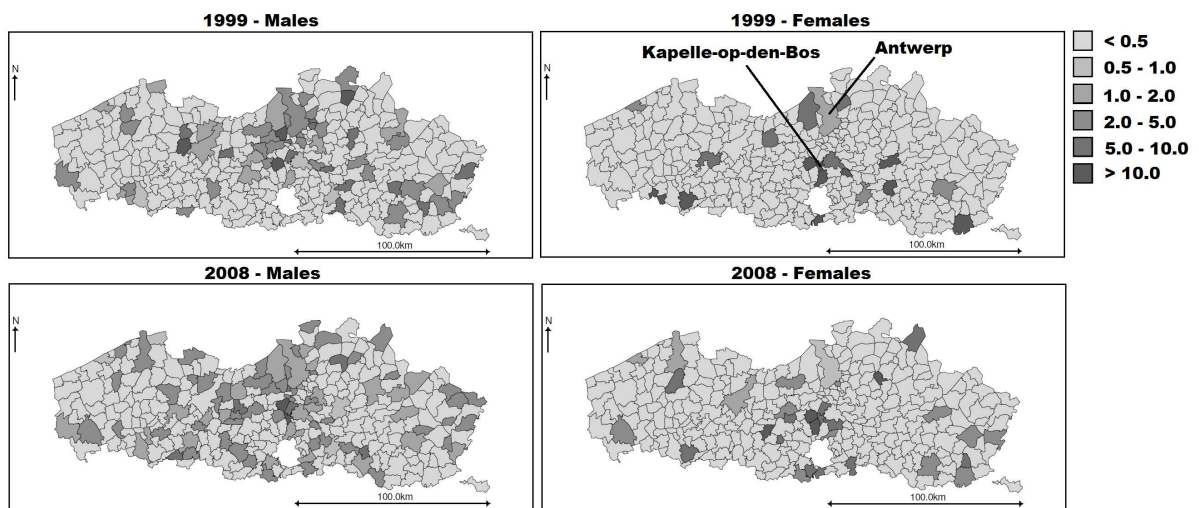 1999 - Males
1999 - Females
N
100.0km
N
Kapelle-op-den-Bos
Antwerp
100.0km
< 0.5
0.5 - 1.0
1.0 - 2.0
2.0 - 5.0
5.0 - 10.0
> 10.0
2008 - Males
2008 - Females
N
100.0km
N
100.0km